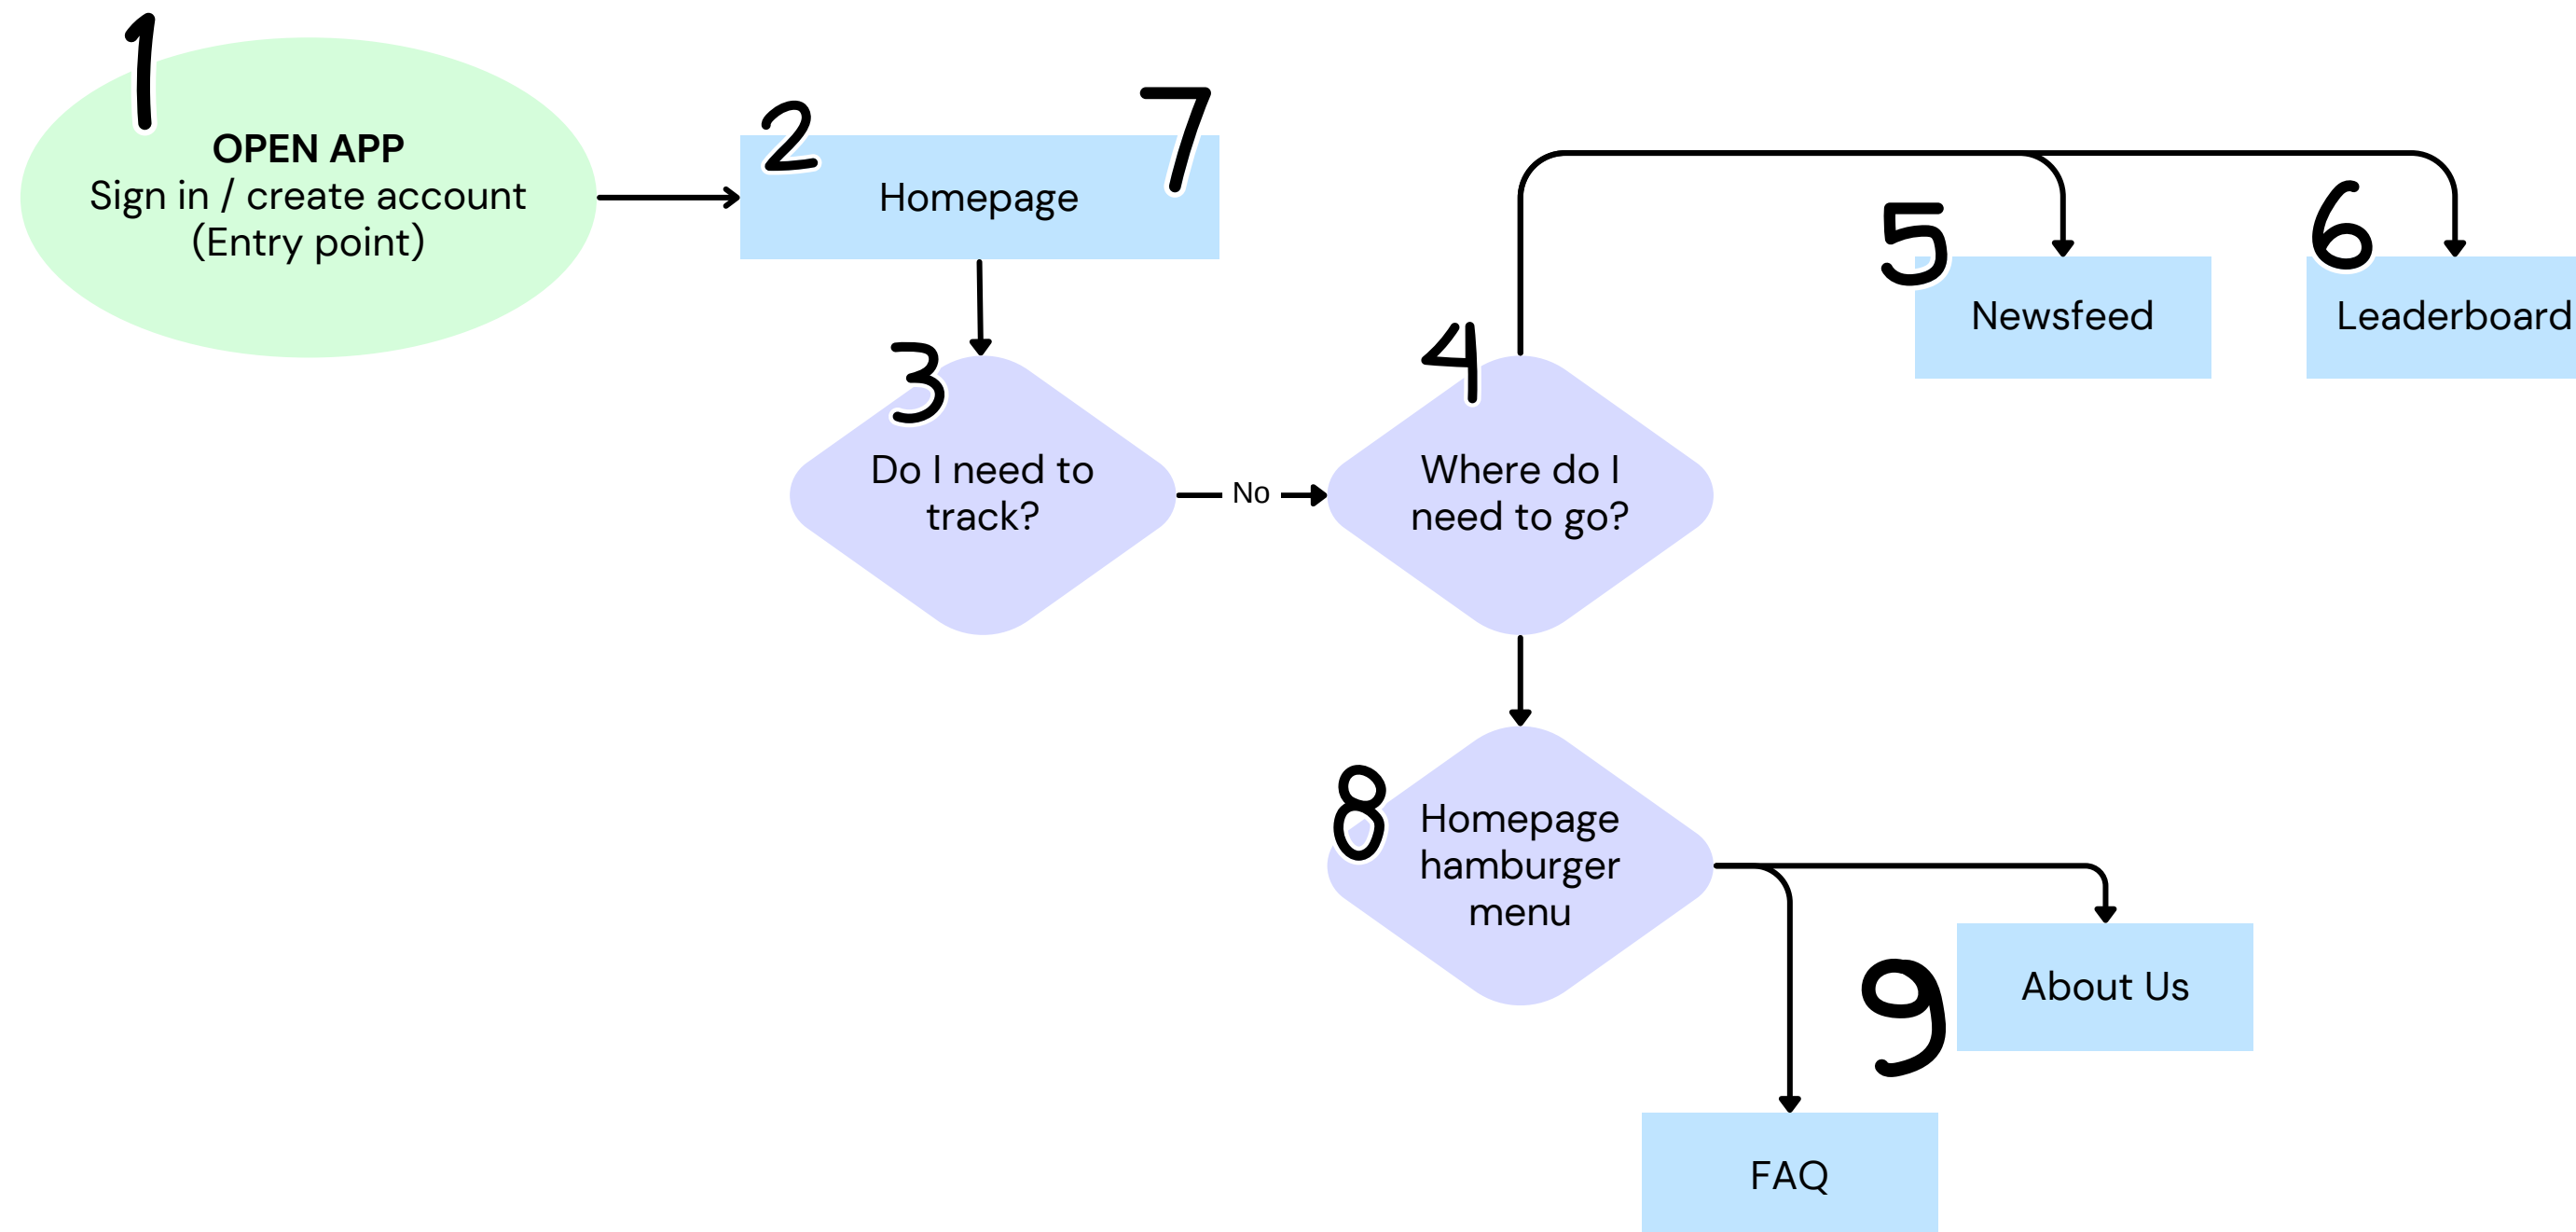 1
OPEN APP
Sign in / create account
(Entry point)
2
7
Homepage
3
Do I need to
track?
No
4
Where do I
need to go?
5
Newsfeed
6
Leaderboard
8
Homepage
hamburger
menu
9
About Us
FAQ